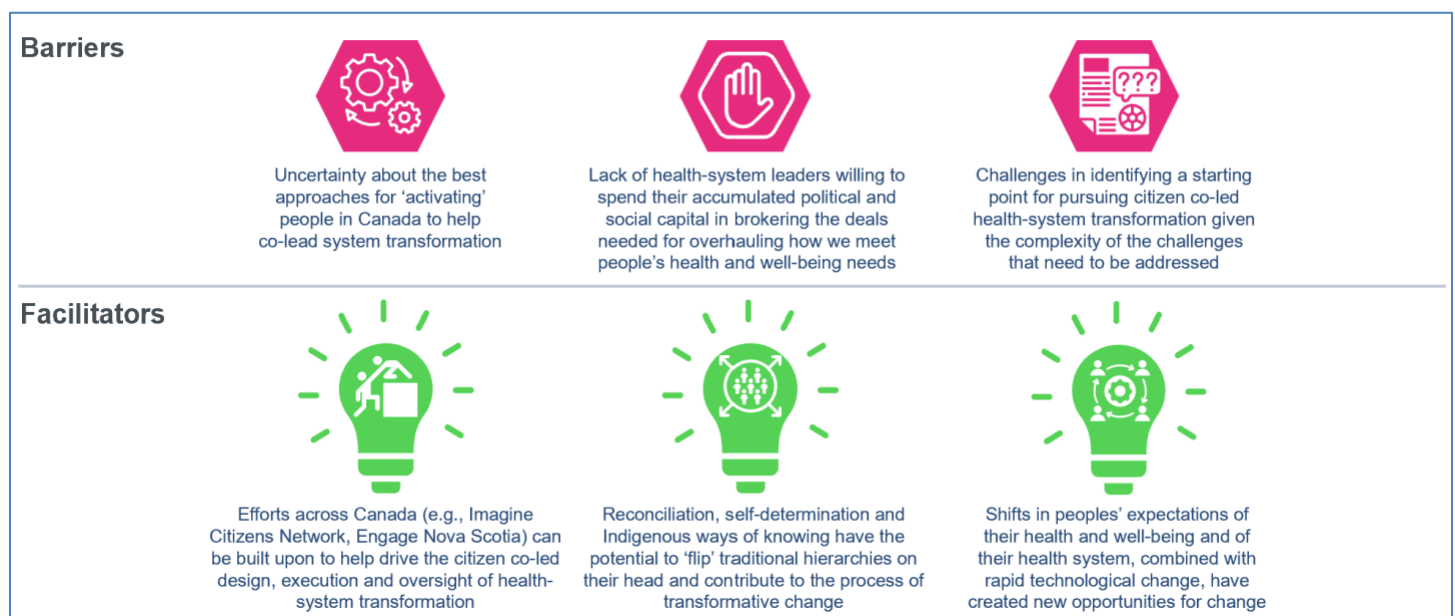 Barriers
???
Uncertainty about the best
approaches for ‘activating’
people in Canada to help
co-lead system transformation
Lack of health-system leaders willing to
spend their accumulated political and
social capital in brokering the deals
needed for overhauling how we meet
people’s health and well-being needs
Challenges in identifying a starting
point for pursuing citizen co-led
health-system transformation given
the complexity of the challenges
that need to be addressed
Facilitators
Efforts across Canada (e.g., Imagine
Citizens Network, Engage Nova Scotia) can
be built upon to help drive the citizen co-led
design, execution and oversight of health-
system transformation
Reconciliation, self-determination and
Indigenous ways of knowing have the
potential to ‘flip’ traditional hierarchies on
their head and contribute to the process of
transformative change
Shifts in peoples’ expectations of
their health and well-being and of
their health system, combined with
rapid technological change, have
created new opportunities for change